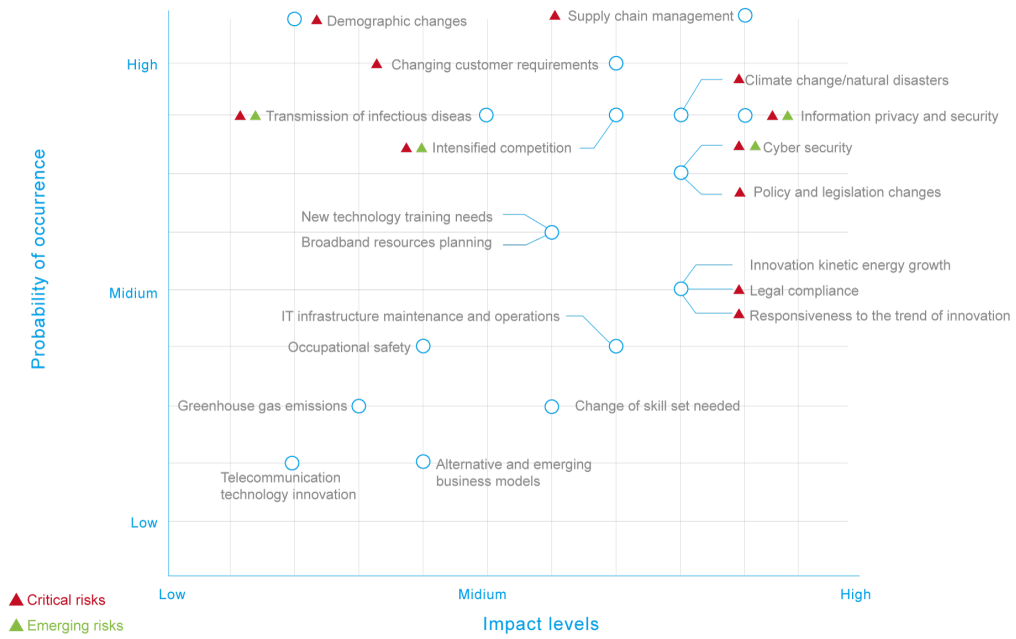 Demographic changes
Supply chain management
High
Changing customer requirements
Climate change/natural disasters
Transmission of infectious diseas
Information privacy and security
Intensified competition
Cyber security
Policy and legislation changes
New technology training needs
Broadband resources planning
Probability of occurrence
Innovation kinetic energy growth
Midium
Legal compliance
IT infrastructure maintenance and operations
Responsiveness to the trend of innovation
Occupational safety
Greenhouse gas emissions
Change of skill set needed
Telecommunication
technology innovation
Alternative and emerging
business models
Low
Low
Midium
High
Impact levels
Critical risks
Emerging risks